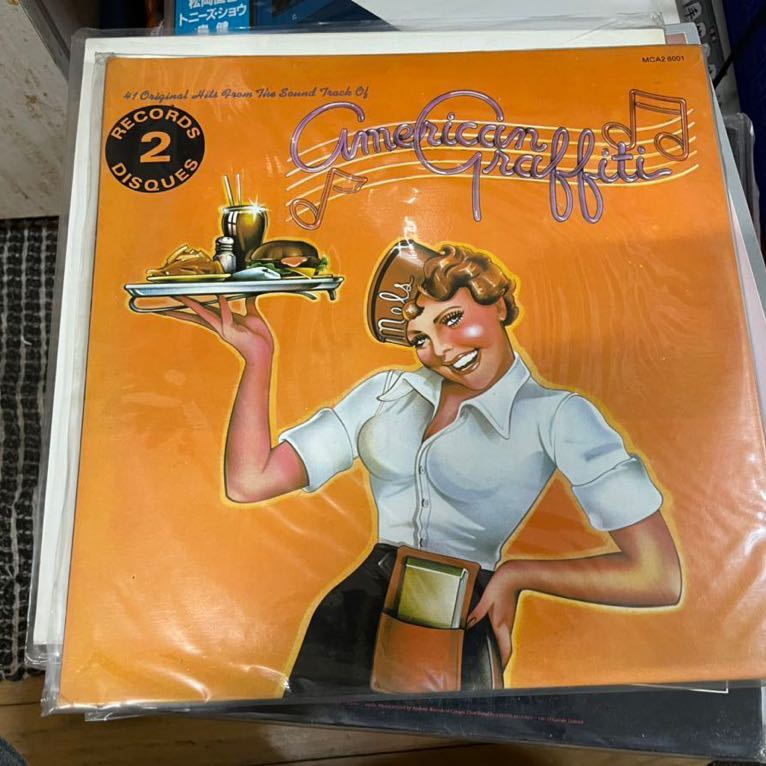 トニーズ・ショウ
MCA2 8001
41 Original Hits From The Sound Track Of
American Graffiti
RECORDS
2
DISQUES
Mels